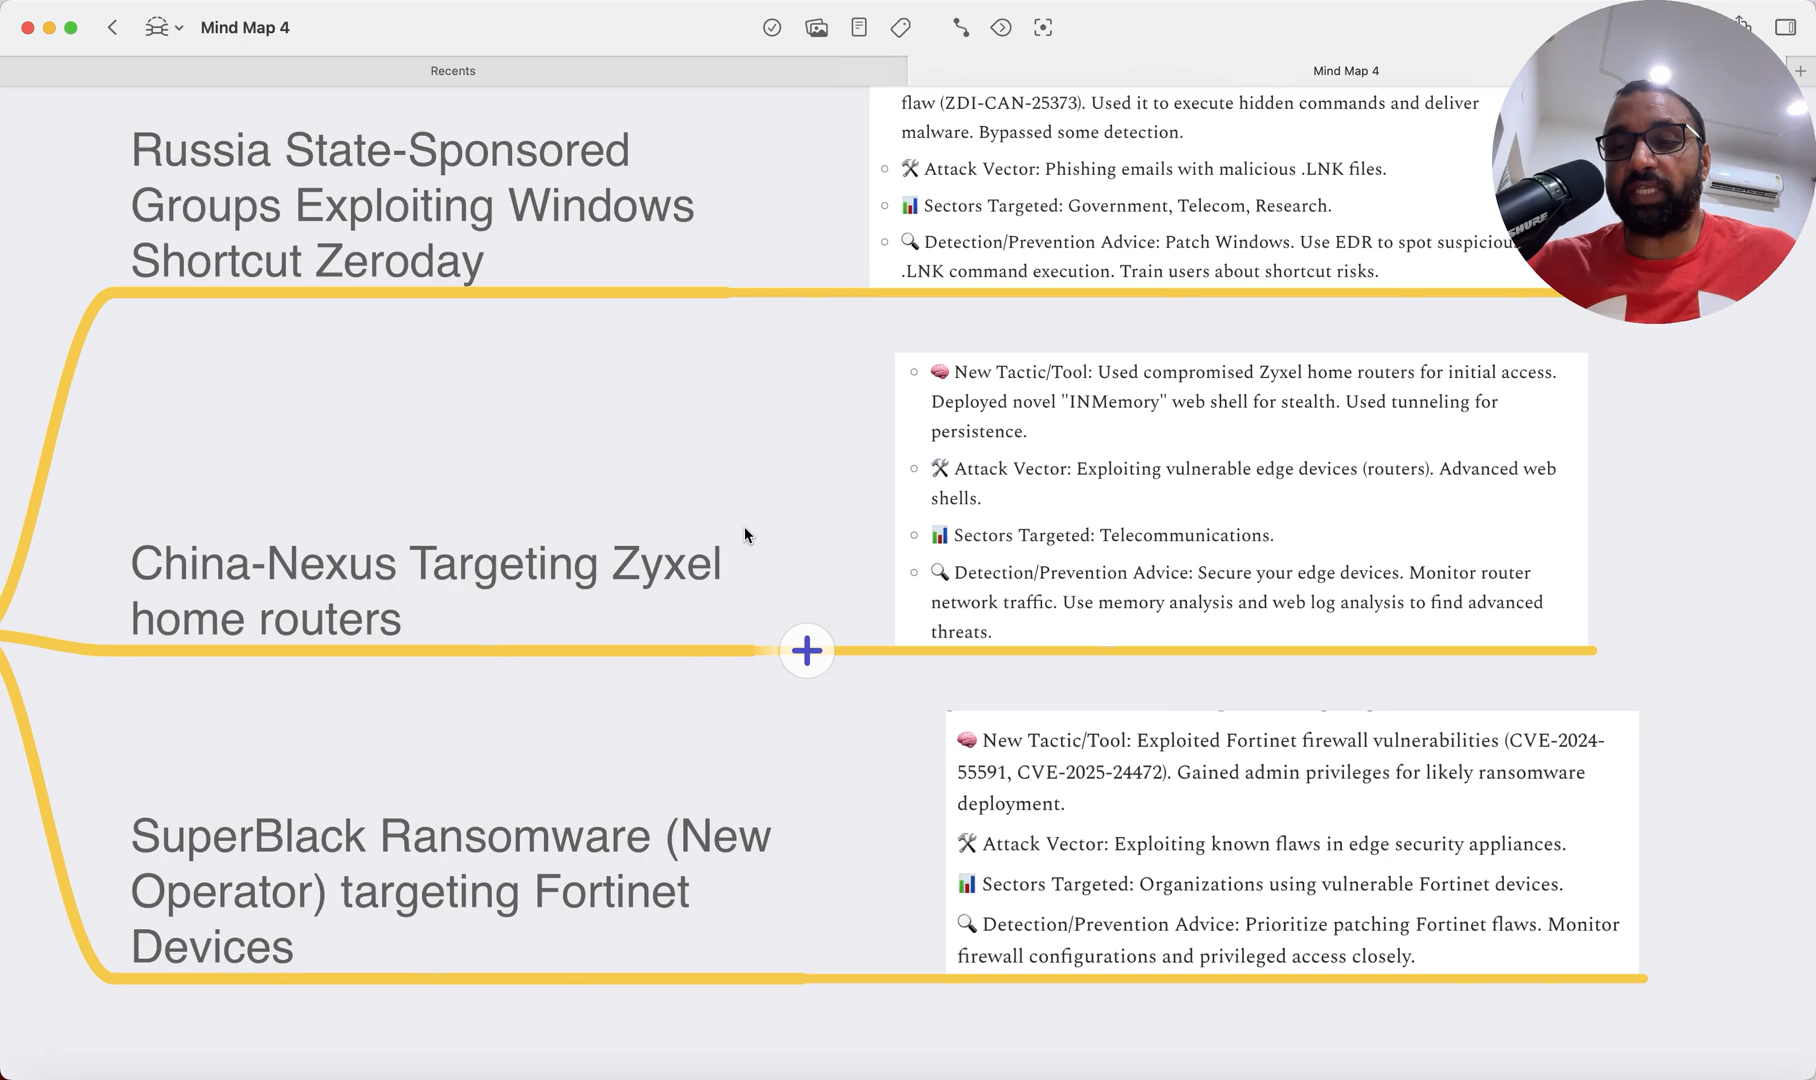 Mind Map 4
Recents
Mind Map 4
Russia State-Sponsored
Groups Exploiting Windows
Shortcut Zeroday
flaw (ZDI-CAN-25373). Used it to execute hidden commands and deliver
malware. Bypassed some detection.
🛠 Attack Vector: Phishing emails with malicious .LNK files.
📊 Sectors Targeted: Government, Telecom, Research.
🔍 Detection/Prevention Advice: Patch Windows. Use EDR to spot suspicious
.LNK command execution. Train users about shortcut risks.
SHURE
China-Nexus Targeting Zyxel
home routers
🧠 New Tactic/Tool: Used compromised Zyxel home routers for initial access.
Deployed novel "INMemory" web shell for stealth. Used tunneling for
persistence.
🛠 Attack Vector: Exploiting vulnerable edge devices (routers). Advanced web
shells.
📊 Sectors Targeted: Telecommunications.
🔍 Detection/Prevention Advice: Secure your edge devices. Monitor router
network traffic. Use memory analysis and web log analysis to find advanced
threats.
SuperBlack Ransomware (New
Operator) targeting Fortinet
Devices
🧠 New Tactic/Tool: Exploited Fortinet firewall vulnerabilities (CVE-2024-
55591, CVE-2025-24472). Gained admin privileges for likely ransomware
deployment.
🛠 Attack Vector: Exploiting known flaws in edge security appliances.
📊 Sectors Targeted: Organizations using vulnerable Fortinet devices.
🔍 Detection/Prevention Advice: Prioritize patching Fortinet flaws. Monitor
firewall configurations and privileged access closely.